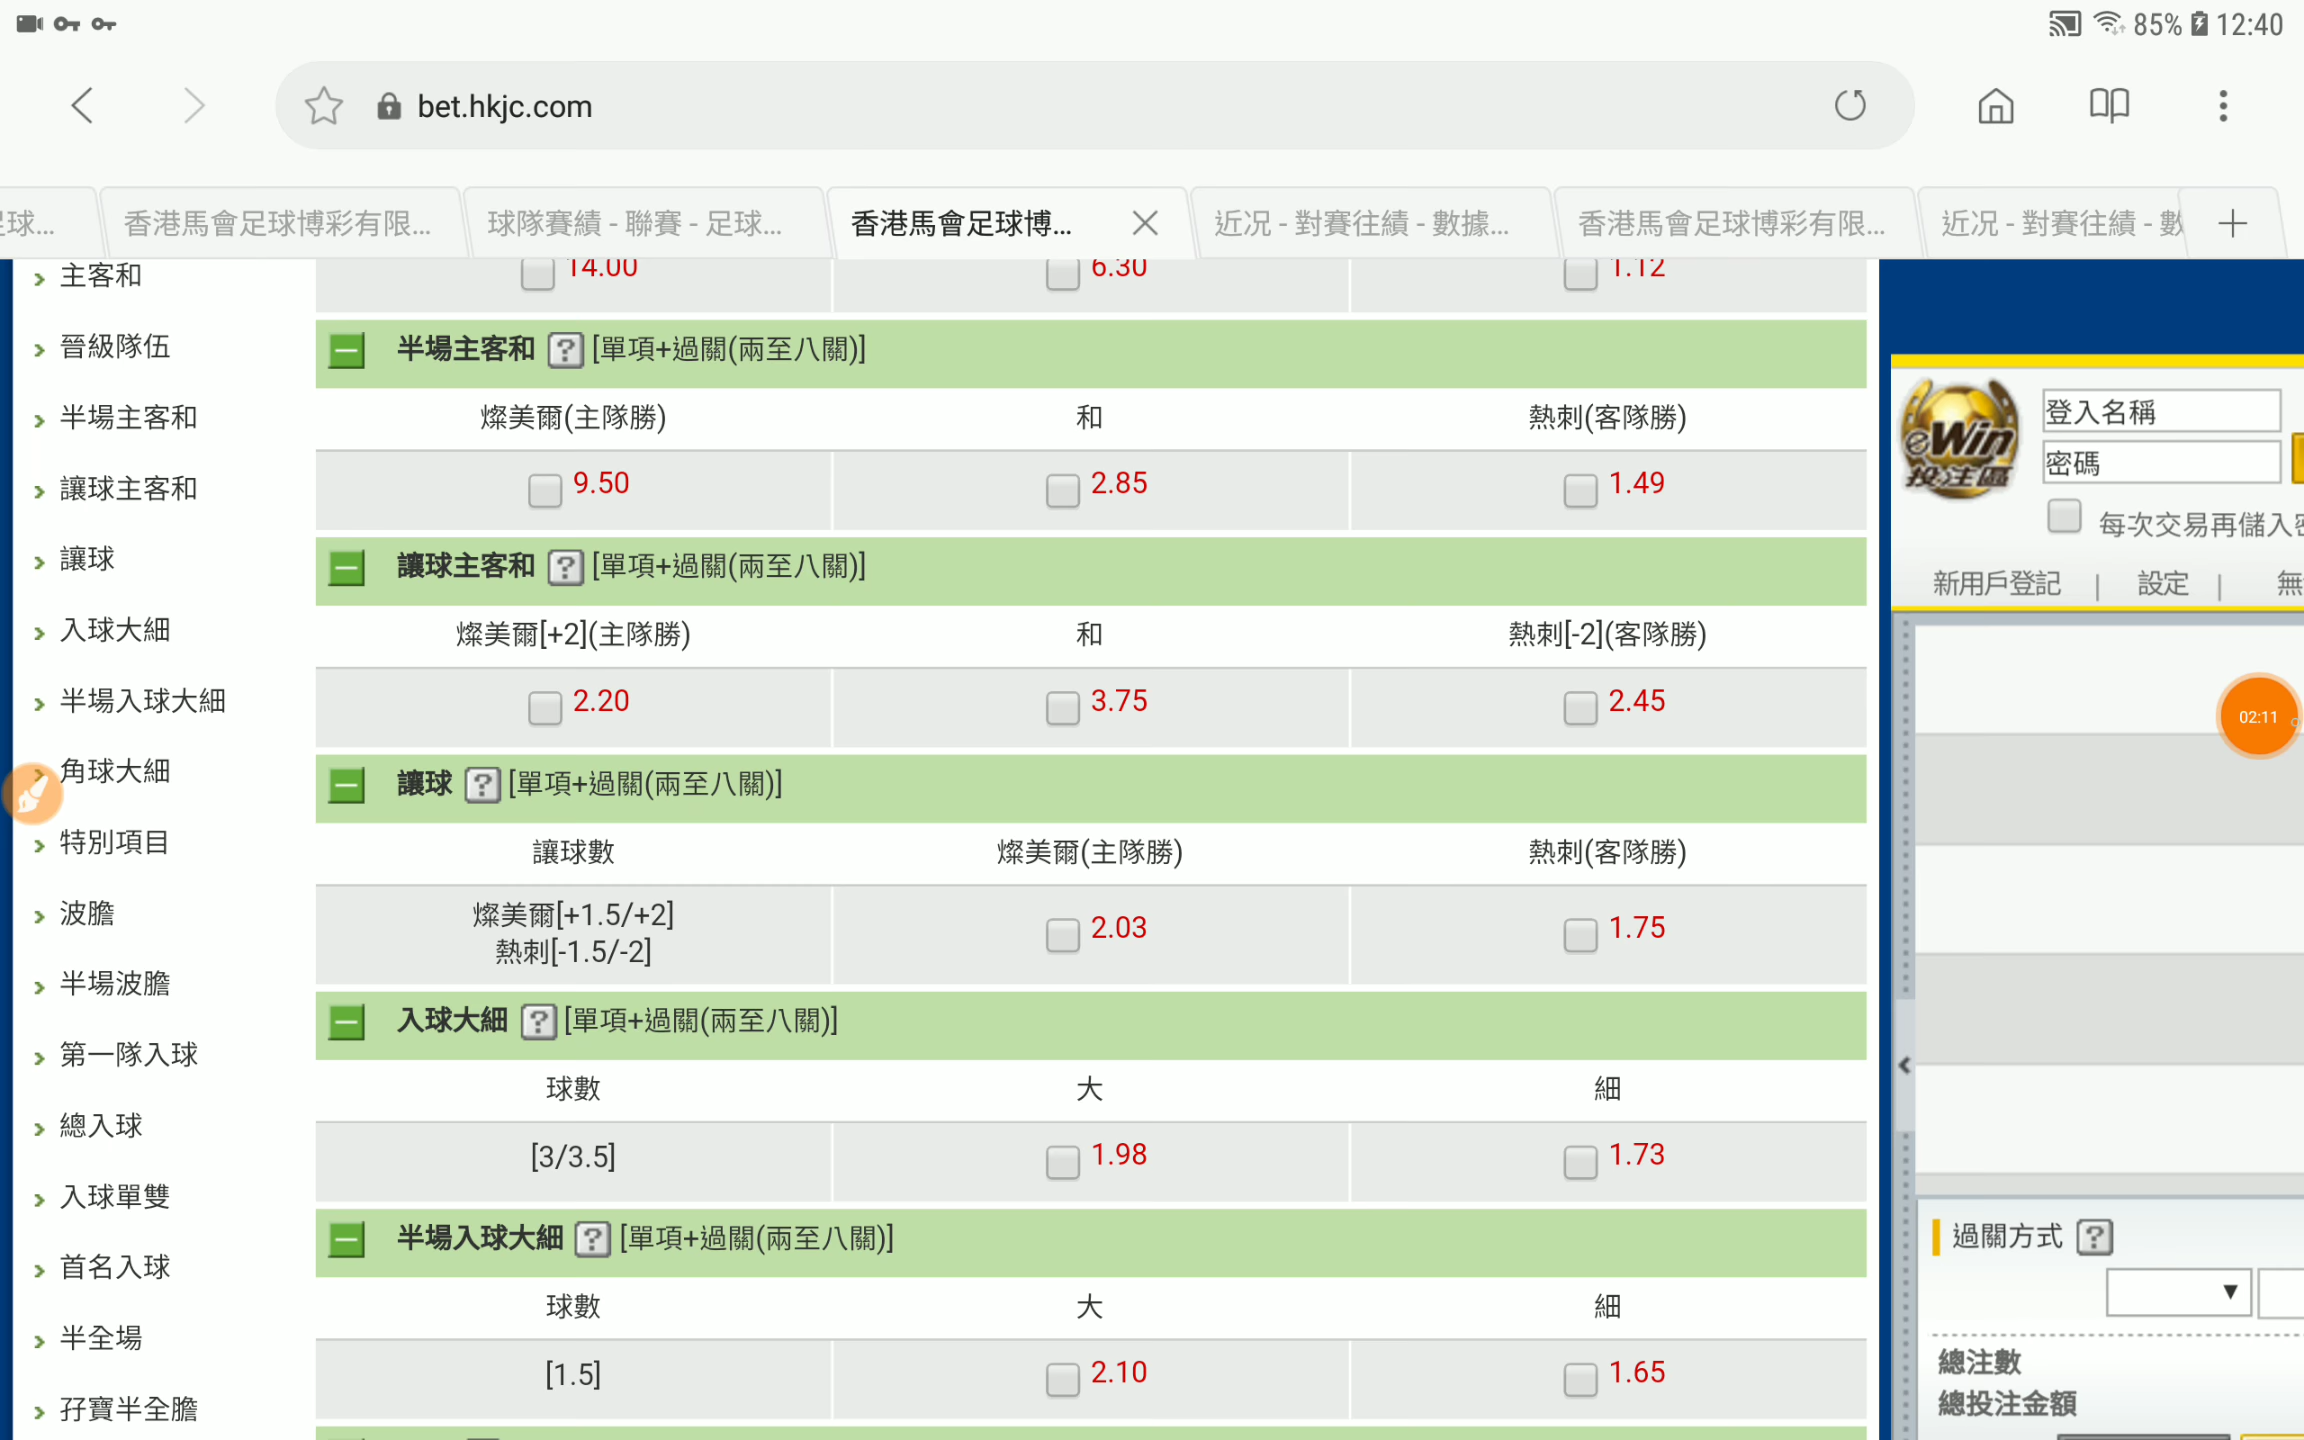 85% 12:40
bet.hkjc.com
足球...
香港馬會足球博彩有限...
球隊賽績 - 聯賽 - 足球...
香港馬會足球博...
近況 - 對賽往績 - 數據...
香港馬會足球博彩有限...
近況 - 對賽往績 - 數
主客和
晉級隊伍
半場主客和
讓球主客和
讓球
入球大細
半場入球大細
角球大細
特別項目
波膽
半場波膽
第一隊入球
總入球
入球單雙
首名入球
半全場
孖寶半全膽
14.00 6.30 1.12
半場主客和 ? [單項+過關(兩至八關)]
燦美爾(主隊勝) 和 熱刺(客隊勝)
9.50 2.85 1.49
讓球主客和 ? [單項+過關(兩至八關)]
燦美爾[+2](主隊勝) 和 熱刺[-2](客隊勝)
2.20 3.75 2.45
讓球 ? [單項+過關(兩至八關)]
讓球數 燦美爾(主隊勝) 熱刺(客隊勝)
燦美爾[+1.5/+2]
熱刺[-1.5/-2]
2.03 1.75
入球大細 ? [單項+過關(兩至八關)]
球數 大 細
[3/3.5] 1.98 1.73
半場入球大細 ? [單項+過關(兩至八關)]
球數 大 細
[1.5] 2.10 1.65
eWin
投注區
登入名稱
密碼
每次交易再儲入密
新用戶登記 | 設定 | 無
02:11
過關方式 ?
總注數
總投注金額